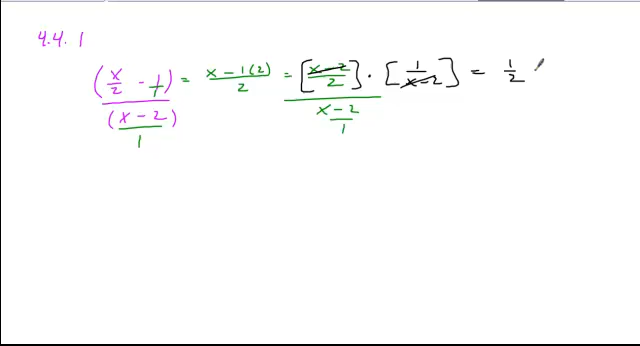 4.4.1
(x/2 - 1)/((x - 2)/1) = (x - 1(2))/2 = [(x - 2)/2]/((x - 2)/1) · [1/(x - 2)] = 1/2